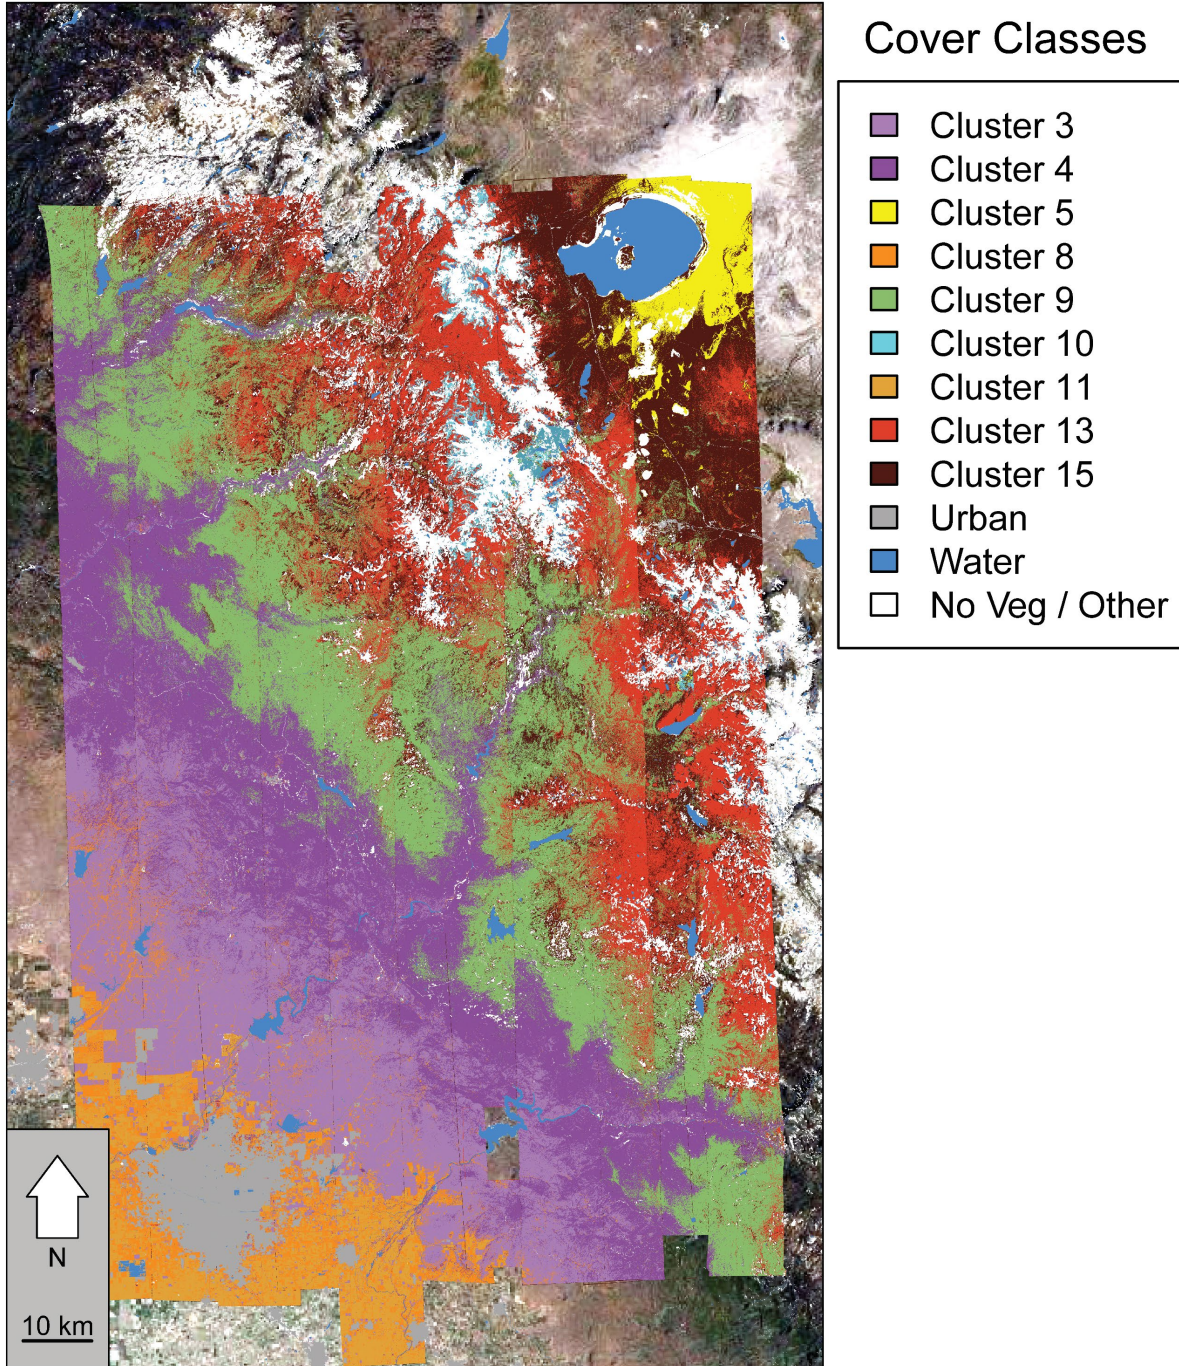 Cover Classes
Cluster 3
Cluster 4
Cluster 5
Cluster 8
Cluster 9
Cluster 10
Cluster 11
Cluster 13
Cluster 15
Urban
Water
No Veg / Other
N
10 km